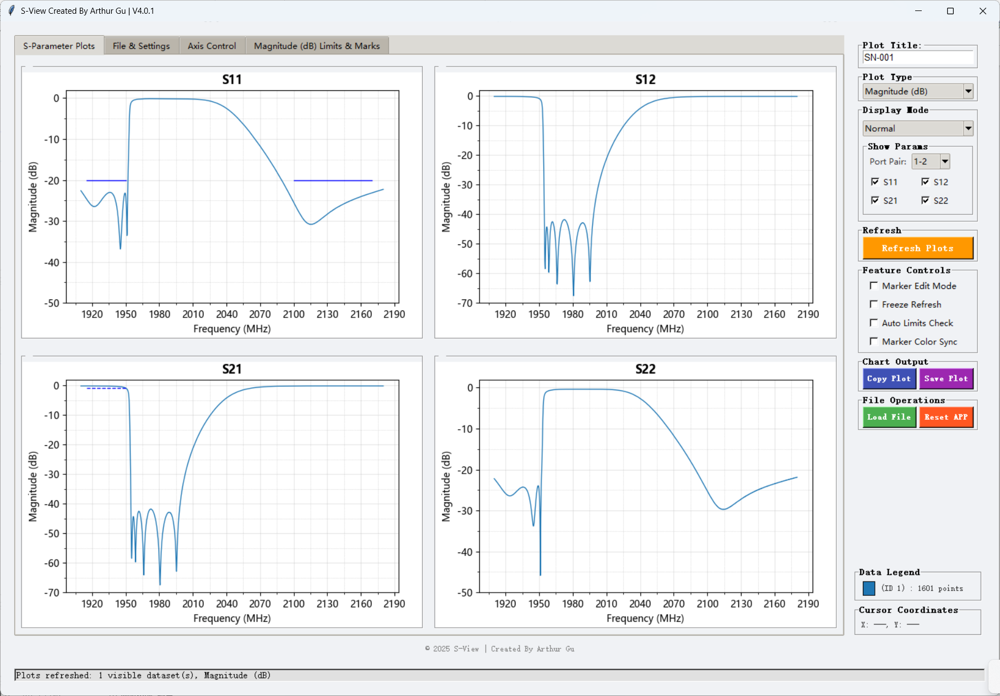 S-View Created By Arthur Gu | V4.0.1
S-Parameter Plots
File & Settings
Axis Control
Magnitude (dB) Limits & Marks
S11
0
-10
-20
-30
-40
-50
Magnitude (dB)
1920 1950 1980 2010 2040 2070 2100 2130 2160 2190
Frequency (MHz)
S12
0
-10
-20
-30
-40
-50
-60
-70
Magnitude (dB)
1920 1950 1980 2010 2040 2070 2100 2130 2160 2190
Frequency (MHz)
S21
0
-10
-20
-30
-40
-50
-60
-70
Magnitude (dB)
1920 1950 1980 2010 2040 2070 2100 2130 2160 2190
Frequency (MHz)
S22
0
-10
-20
-30
-40
-50
Magnitude (dB)
1920 1950 1980 2010 2040 2070 2100 2130 2160 2190
Frequency (MHz)
Plot Title:
SN-001
Plot Type
Magnitude (dB)
Display Mode
Normal
Show Params
Port Pair: 1-2
S11 S12
S21 S22
Refresh
Refresh Plots
Feature Controls
Marker Edit Mode
Freeze Refresh
Auto Limits Check
Marker Color Sync
Chart Output
Copy Plot Save Plot
File Operations
Load File Reset APP
Data Legend
(ID 1) : 1601 points
Cursor Coordinates
X: ——, Y: ——
© 2025 S-View | Created By Arthur Gu
Plots refreshed: 1 visible dataset(s), Magnitude (dB)